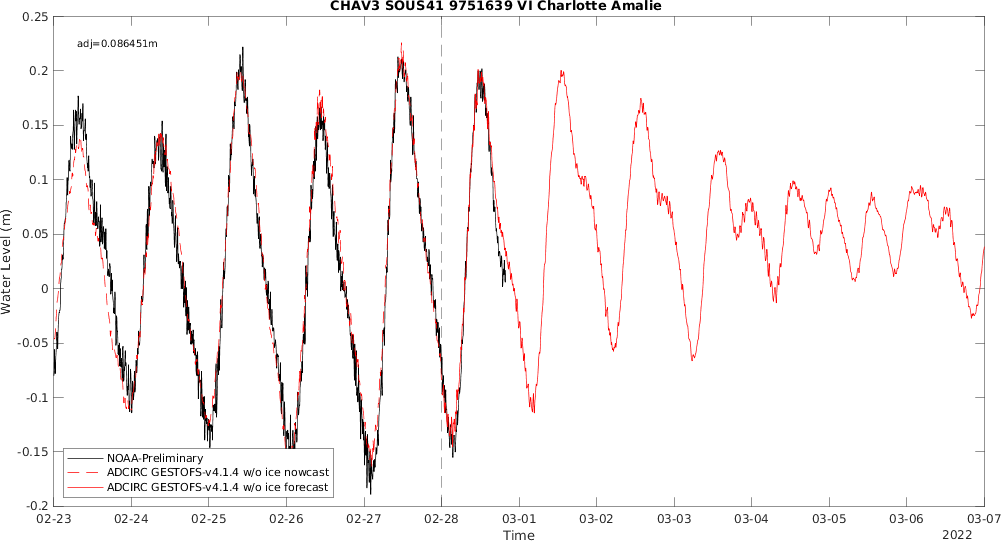 CHAV3 SOUS41 9751639 VI Charlotte Amalie
adj=0.086451m
0.25
0.2
0.15
0.1
0.05
0
-0.05
-0.1
-0.15
-0.2
Water Level (m)
NOAA-Preliminary
ADCIRC GESTOFS-v4.1.4 w/o ice nowcast
ADCIRC GESTOFS-v4.1.4 w/o ice forecast
02-23 02-24 02-25 02-26 02-27 02-28 03-01 03-02 03-03 03-04 03-05 03-06 03-07
Time
2022